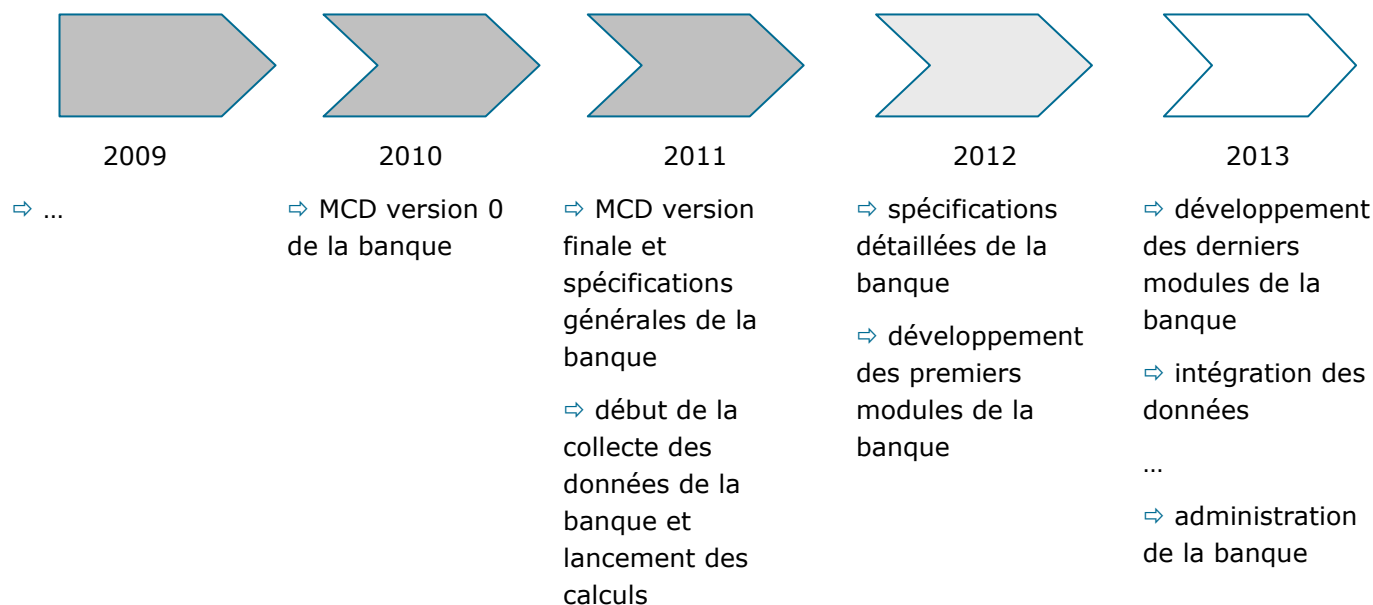 2009
2010
2011
2012
2013
⇨ …
⇨ MCD version 0
de la banque
⇨ MCD version
finale et
spécifications
générales de la
banque
⇨ début de la
collecte des
données de la
banque et
lancement des
calculs
⇨ spécifications
détaillées de la
banque
⇨ développement
des premiers
modules de la
banque
⇨ développement
des derniers
modules de la
banque
⇨ intégration des
données
…
⇨ administration
de la banque